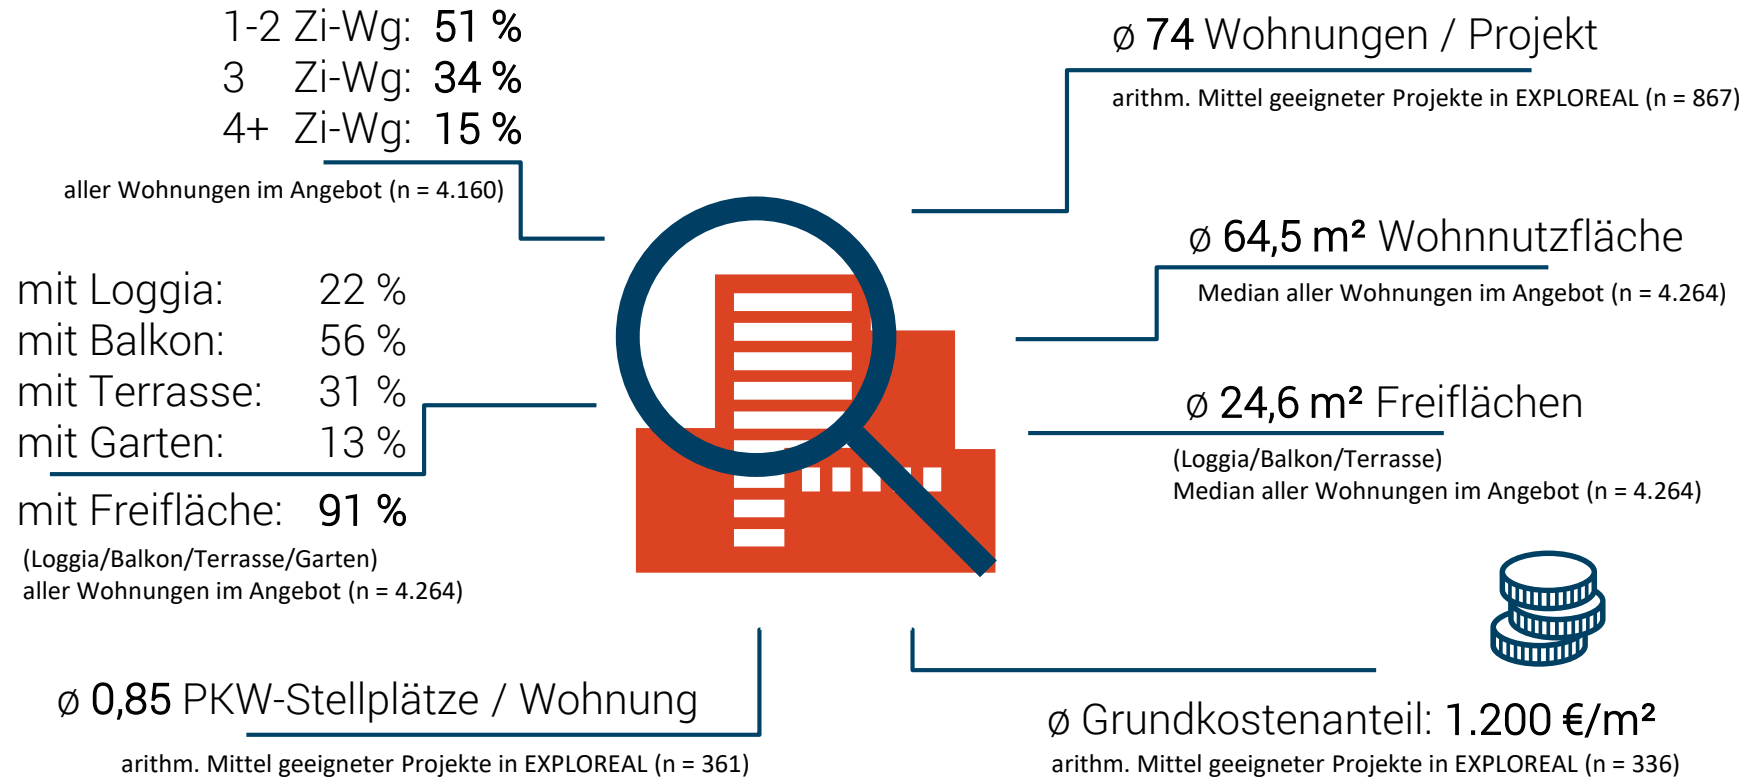 1-2 Zi-Wg: 51 %
3 Zi-Wg: 34 %
4+ Zi-Wg: 15 %
aller Wohnungen im Angebot (n = 4.160)
mit Loggia: 22 %
mit Balkon: 56 %
mit Terrasse: 31 %
mit Garten: 13 %
mit Freifläche: 91 %
(Loggia/Balkon/Terrasse/Garten)
aller Wohnungen im Angebot (n = 4.264)
ø 0,85 PKW-Stellplätze / Wohnung
arithm. Mittel geeigneter Projekte in EXPLOREAL (n = 361)
ø 74 Wohnungen / Projekt
arithm. Mittel geeigneter Projekte in EXPLOREAL (n = 867)
ø 64,5 m² Wohnnutzfläche
Median aller Wohnungen im Angebot (n = 4.264)
ø 24,6 m² Freiflächen
(Loggia/Balkon/Terrasse)
Median aller Wohnungen im Angebot (n = 4.264)
ø Grundkostenanteil: 1.200 €/m²
arithm. Mittel geeigneter Projekte in EXPLOREAL (n = 336)